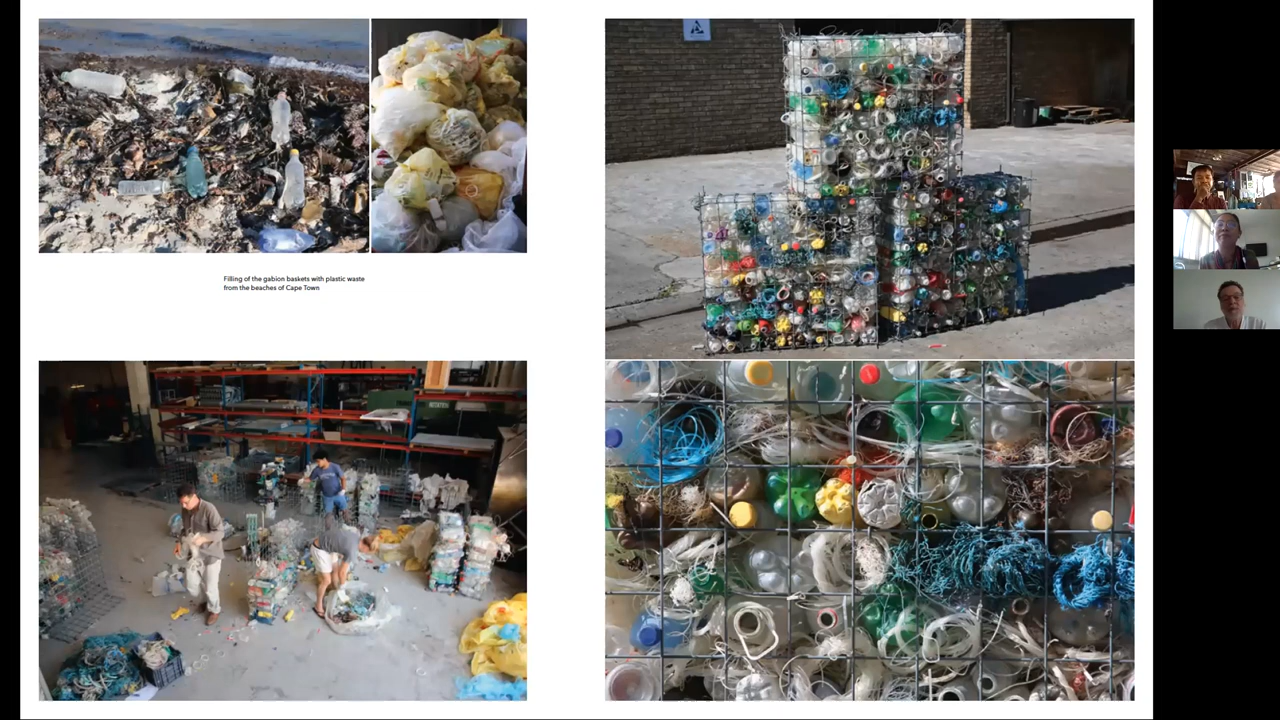 Filling of the gabion baskets with plastic waste
from the beaches of Cape Town